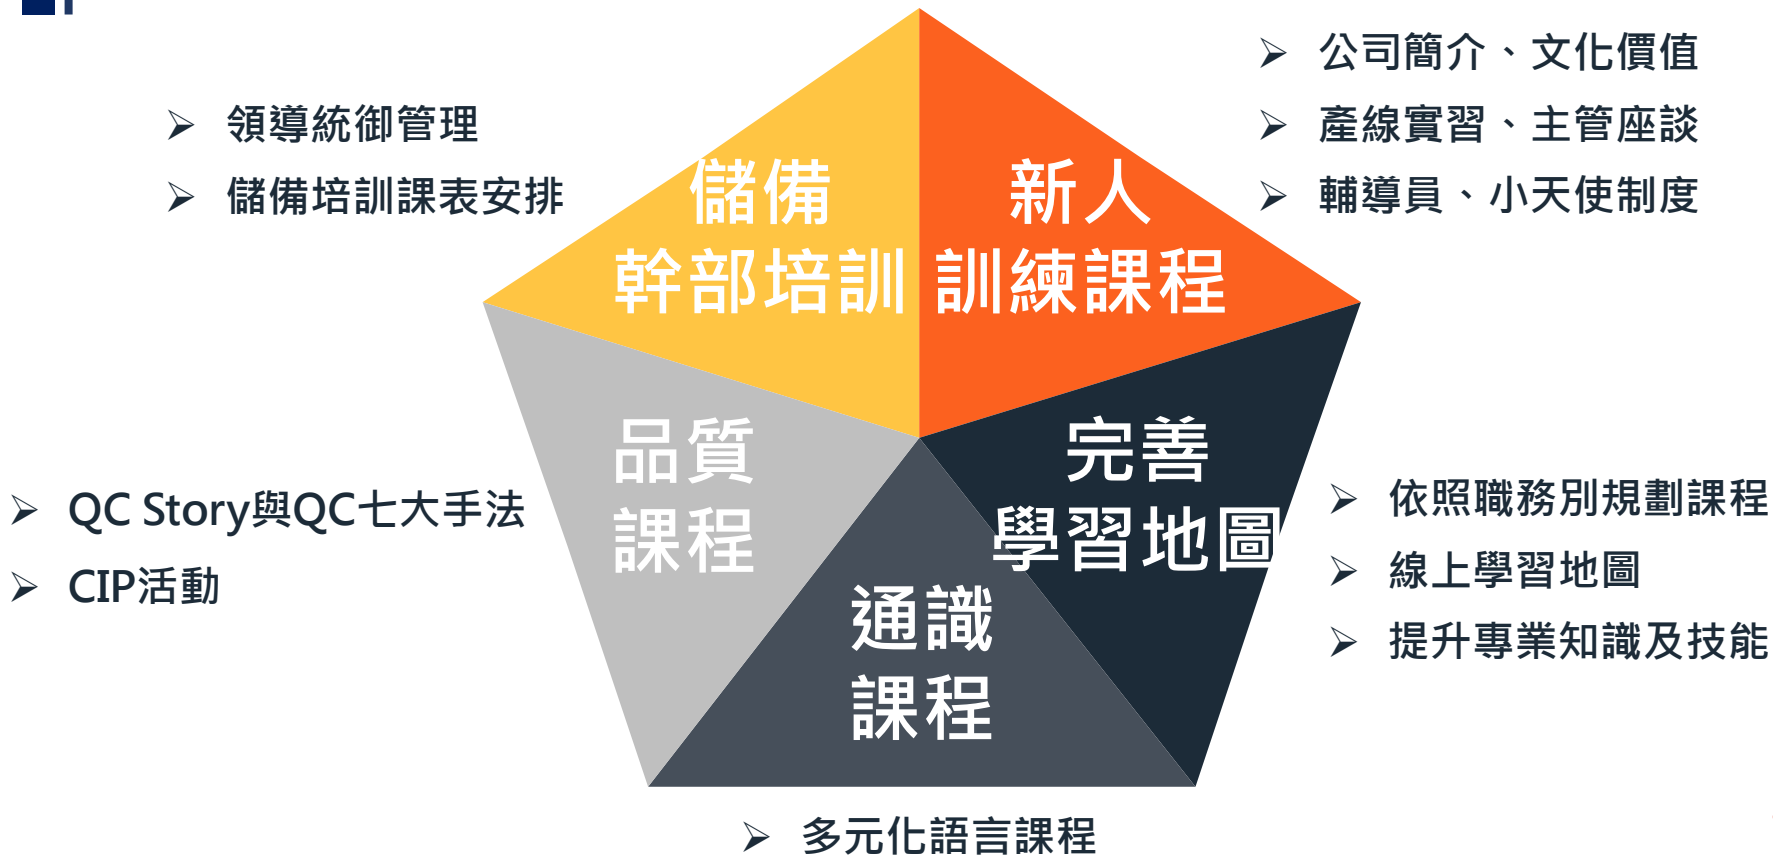 儲備
幹部培訓
➢ 領導統御管理
➢ 儲備培訓課表安排
新人
訓練課程
➢ 公司簡介、文化價值
➢ 產線實習、主管座談
➢ 輔導員、小天使制度
品質
課程
➢ QC Story與QC七大手法
➢ CIP活動
完善
學習地圖
➢ 依照職務別規劃課程
➢ 線上學習地圖
➢ 提升專業知識及技能
通識
課程
➢ 多元化語言課程